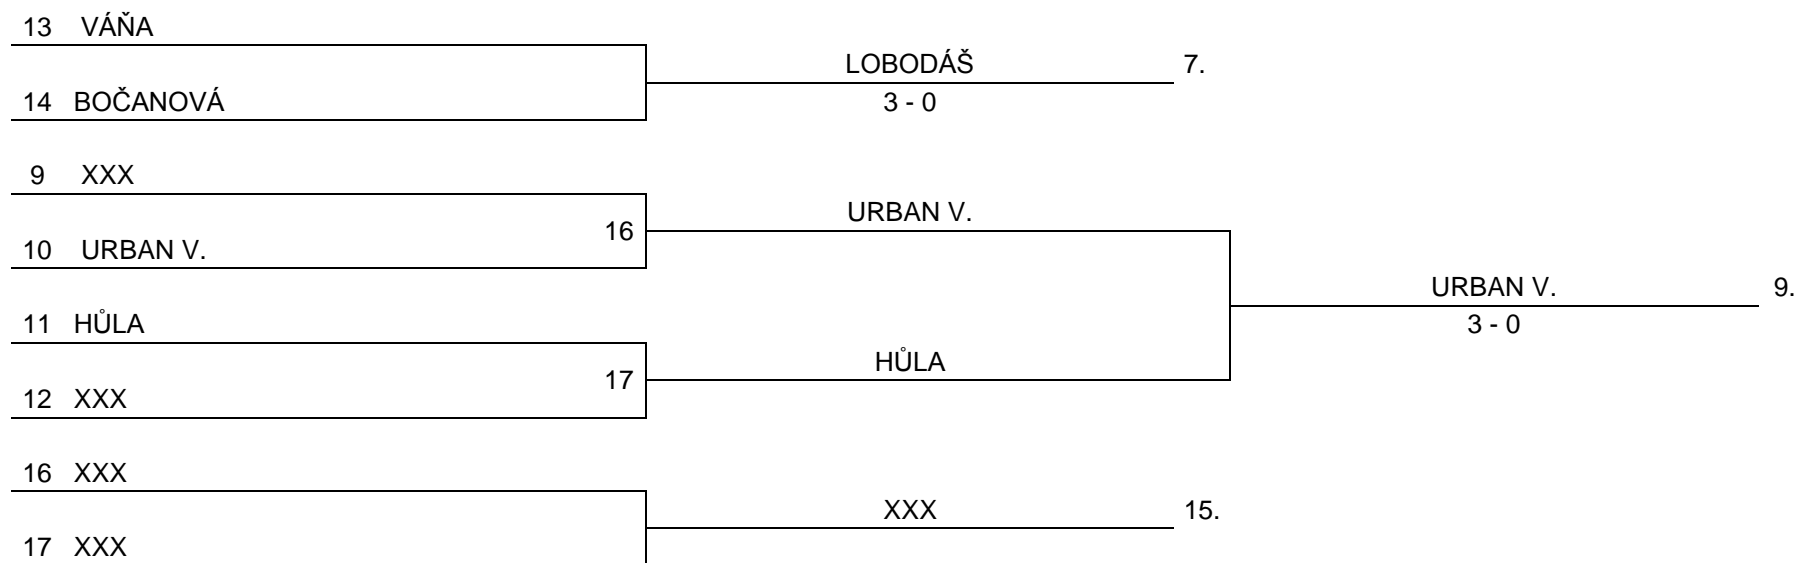 13 VÁŇA
LOBODÁŠ 7.
14 BOČANOVÁ 3 - 0
9 XXX
URBAN V.
16
10 URBAN V.
URBAN V. 9.
11 HŮLA 3 - 0
HŮLA
17
12 XXX
16 XXX
XXX 15.
17 XXX